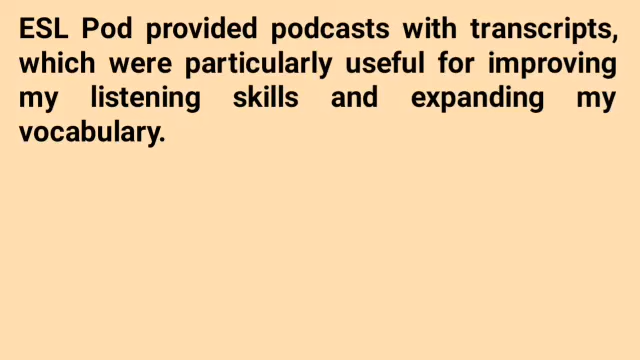 ESL Pod provided podcasts with transcripts,
which were particularly useful for improving
my listening skills and expanding my
vocabulary.